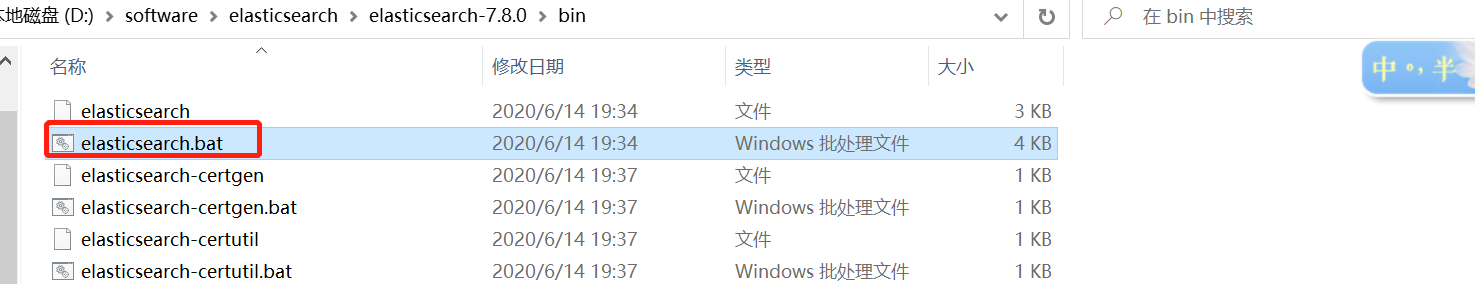 本地磁盘 (D:) > software > elasticsearch > elasticsearch-7.8.0 > bin
在 bin 中搜索
名称 修改日期 类型 大小
中 °, 半
elasticsearch 2020/6/14 19:34 文件 3 KB
elasticsearch.bat 2020/6/14 19:34 Windows 批处理文件 4 KB
elasticsearch-certgen 2020/6/14 19:37 文件 1 KB
elasticsearch-certgen.bat 2020/6/14 19:37 Windows 批处理文件 1 KB
elasticsearch-certutil 2020/6/14 19:37 文件 1 KB
elasticsearch-certutil.bat 2020/6/14 19:37 Windows 批处理文件 1 KB